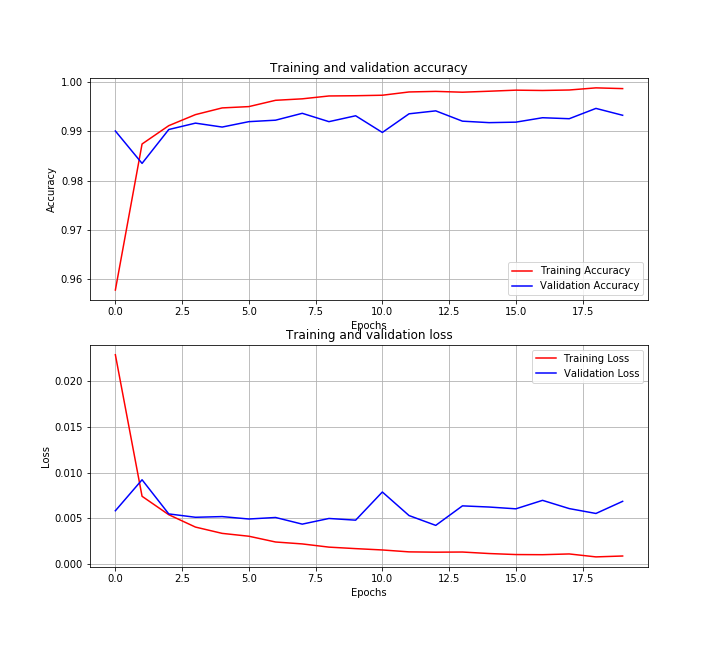 Training and validation accuracy
1.00
0.99
0.98
0.97
0.96
Accuracy
Training Accuracy
Validation Accuracy
0.0 2.5 5.0 7.5 10.0 12.5 15.0 17.5
Epochs
Training and validation loss
0.020
0.015
0.010
0.005
0.000
Loss
Training Loss
Validation Loss
0.0 2.5 5.0 7.5 10.0 12.5 15.0 17.5
Epochs